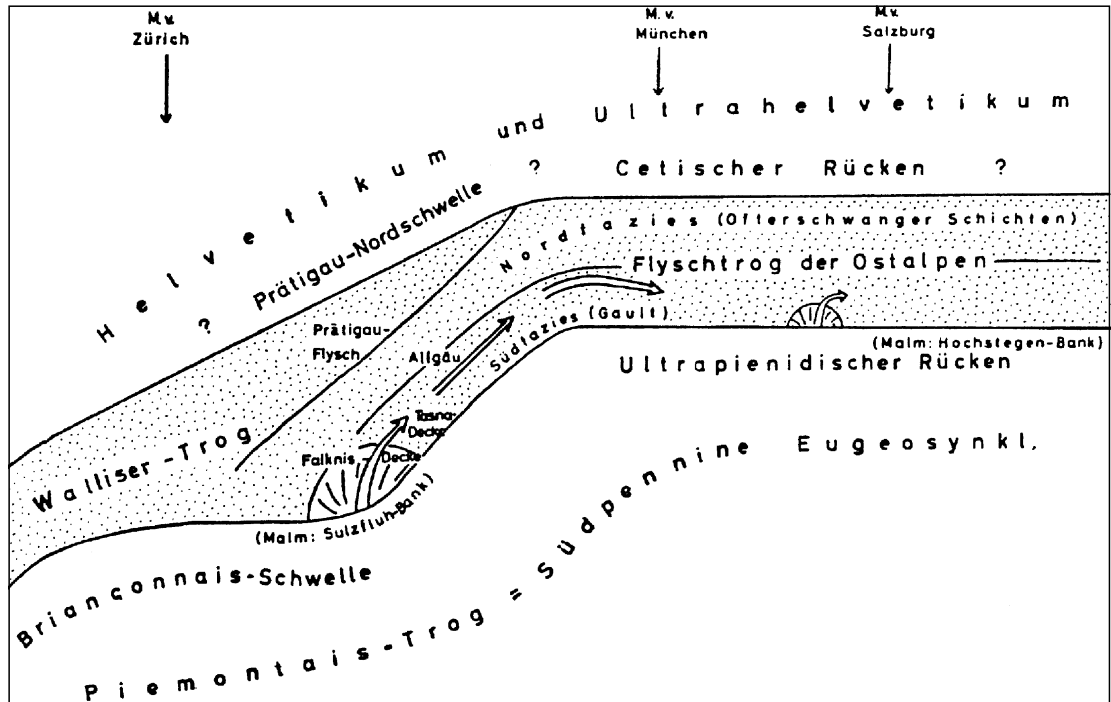 M. v.
Zürich
M. v.
München
M. v.
Salzburg
Helvetikum und Ultrahelvetikum
? Cetischer Rücken ?
? Prätigau-Nordschwelle
Nordfazies (Ofterschwanger Schichten)
Flyschtrog der Ostalpen
Prätigau-
Flysch
Allgäu
Südfazies (Gault)
(Malm: Hochstegen-Bank)
Ultrapienidischer Rücken
Tasna-
Decke
Falknis - Decke
Walliser-Trog
(Malm: Sulzfluh-Bank)
Briançonnais-Schwelle
Piemontais-Trog = Südpennine Eugeosynkl.